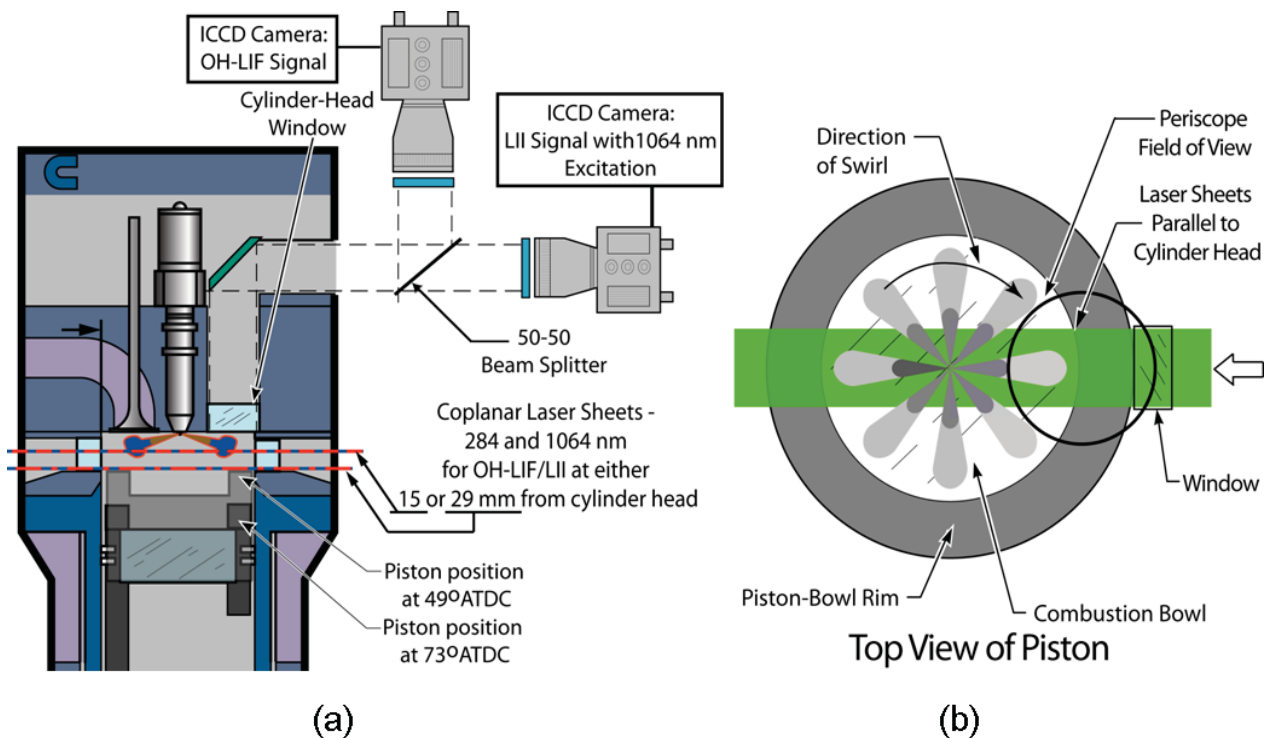 ICCD Camera:
OH-LIF Signal
Cylinder-Head
Window
ICCD Camera:
LII Signal with1064 nm
Excitation
50-50
Beam Splitter
Coplanar Laser Sheets -
284 and 1064 nm
for OH-LIF/LII at either
15 or 29 mm from cylinder head
Piston position
at 49ºATDC
Piston position
at 73ºATDC
(a)
Direction
of Swirl
Periscope
Field of View
Laser Sheets
Parallel to
Cylinder Head
Window
Piston-Bowl Rim
Combustion Bowl
Top View of Piston
(b)